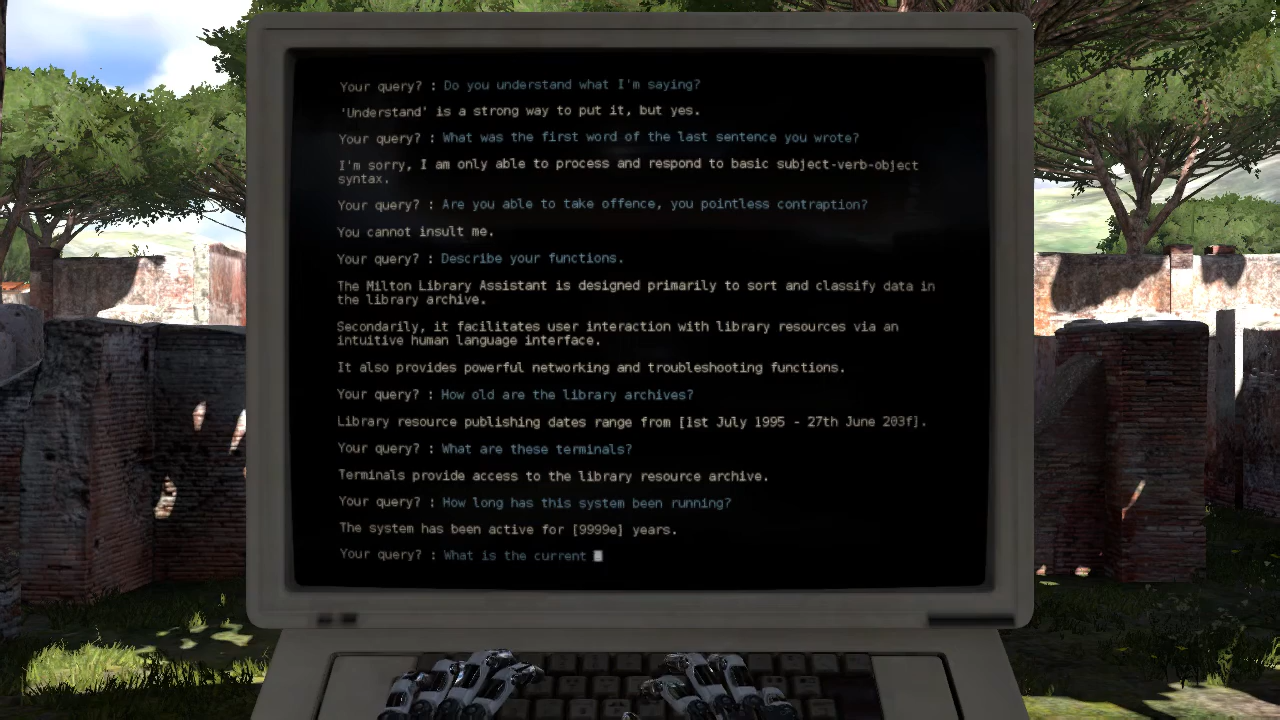 Your query? : Do you understand what I'm saying?
'Understand' is a strong way to put it, but yes.
Your query? : What was the first word of the last sentence you wrote?
I'm sorry, I am only able to process and respond to basic subject-verb-object
syntax.
Your query? : Are you able to take offence, you pointless contraption?
You cannot insult me.
Your query? : Describe your functions.
The Milton Library Assistant is designed primarily to sort and classify data in
the library archive.
Secondarily, it facilitates user interaction with library resources via an
intuitive human language interface.
It also provides powerful networking and troubleshooting functions.
Your query? : How old are the library archives?
Library resource publishing dates range from [1st July 1995 - 27th June 203f].
Your query? : What are these terminals?
Terminals provide access to the library resource archive.
Your query? : How long has this system been running?
The system has been active for [9999e] years.
Your query? : What is the current